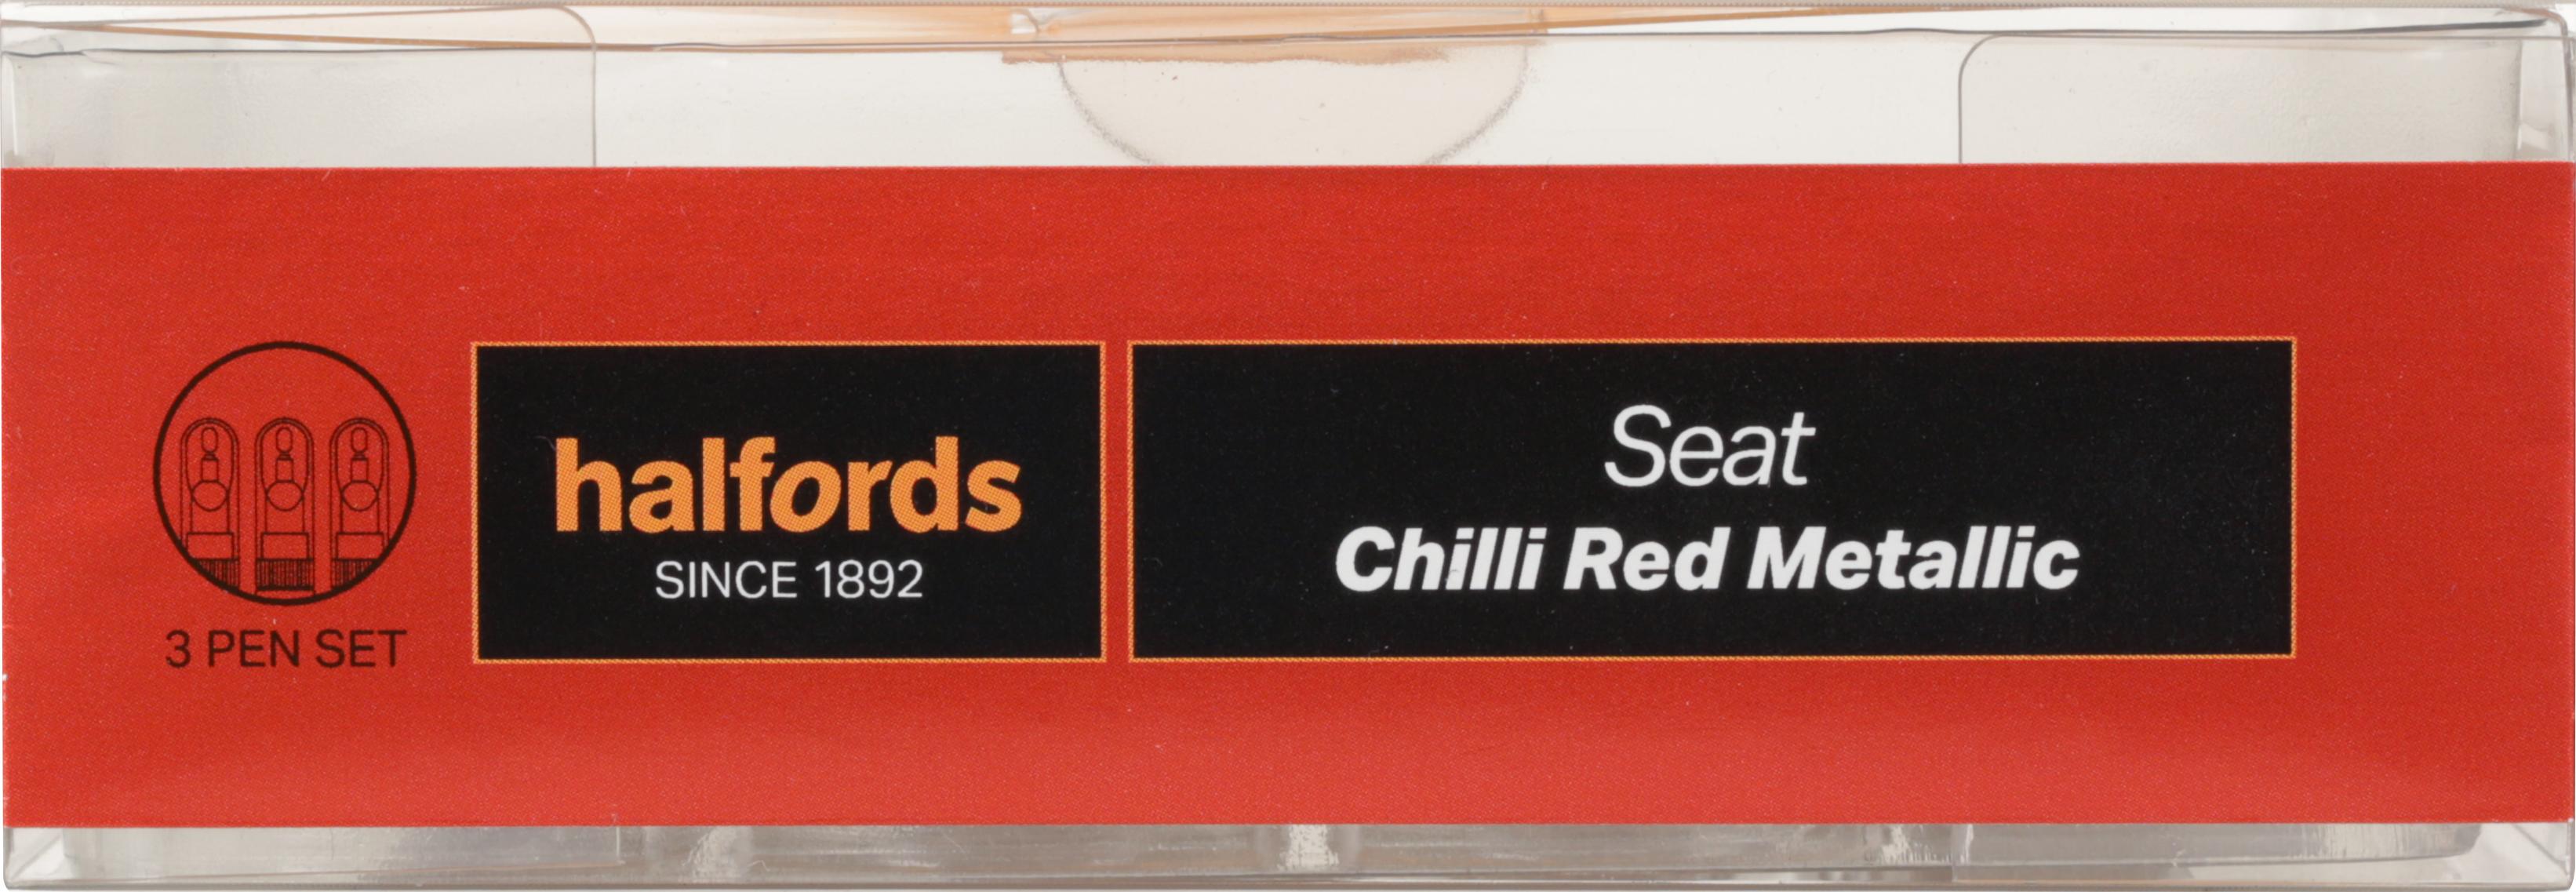 3 PEN SET
halfords
SINCE 1892
Seat
Chilli Red Metallic